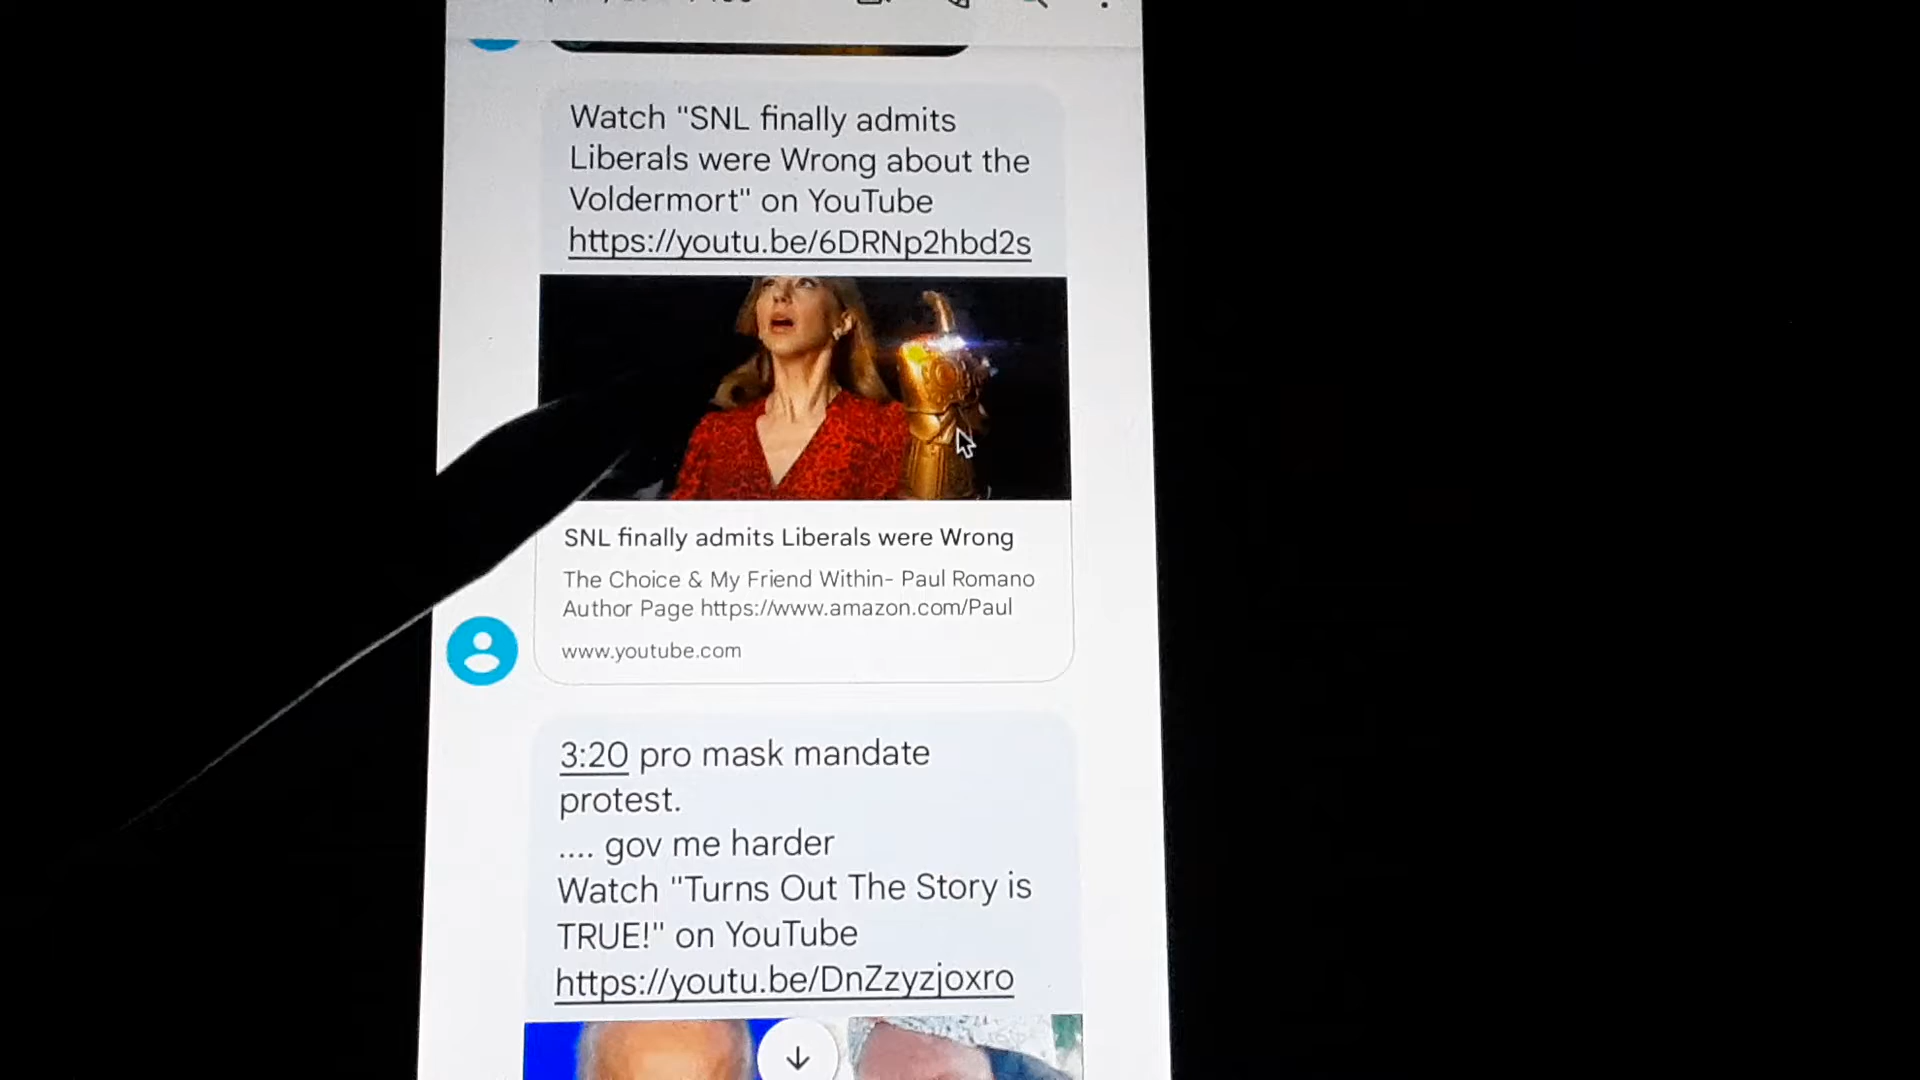 Watch "SNL finally admits
Liberals were Wrong about the
Voldermort" on YouTube
https://youtu.be/6DRNp2hbd2s
SNL finally admits Liberals were Wrong
The Choice & My Friend Within- Paul Romano
Author Page https://www.amazon.com/Paul
www.youtube.com
3:20 pro mask mandate
protest.
.... gov me harder
Watch "Turns Out The Story is
TRUE!" on YouTube
https://youtu.be/DnZzyzjoxro